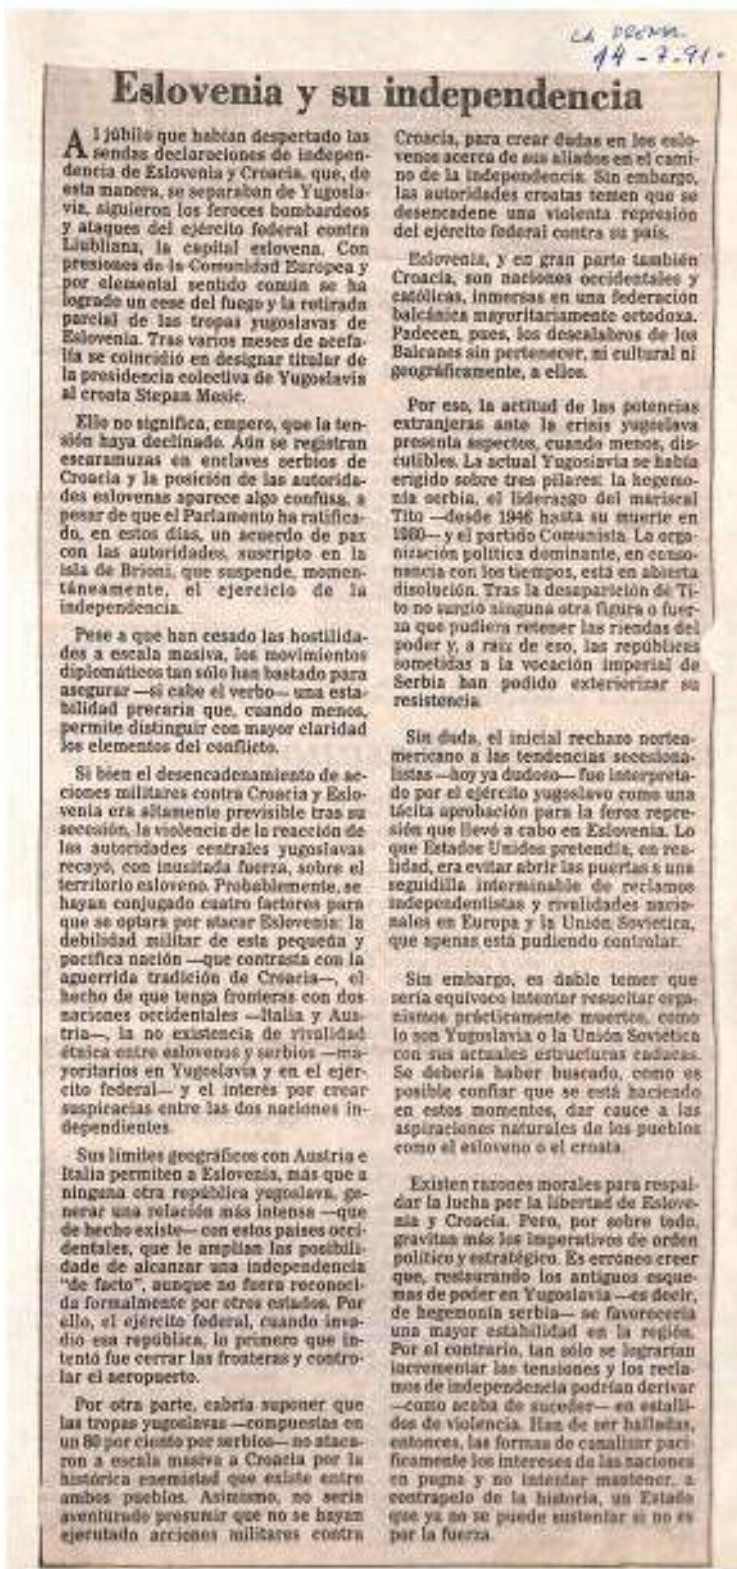 LA PRENSA
14-7-91-
Eslovenia y su independencia
Al júbilo que habían despertado las
sendas declaraciones de indepen-
dencia de Eslovenia y Croacia, que, de
esta manera, se separaban de Yugosla-
via, siguieron los feroces bombardeos
y ataques del ejército federal contra
Liubliana, la capital eslovena. Con
presiones de la Comunidad Europea y
por elemental sentido común se ha
logrado un cese del fuego y la retirada
parcial de las tropas yugoslavas de
Eslovenia. Tras varios meses de acefa-
lía se coincidió en designar titular de
la presidencia colectiva de Yugoslavia
al croata Stepan Mesic.
Ello no significa, empero, que la ten-
sión haya declinado. Aún se registran
escaramuzas en enclaves serbios de
Croacia y la posición de las autorida-
des eslovenas aparece algo confusa, a
pesar de que el Parlamento ha ratifica-
do, en estos días, un acuerdo de paz
con las autoridades, suscripto en la
isla de Brioni, que suspende, momen-
táneamente, el ejercicio de la
independencia.
Pese a que han cesado las hostilida-
des a escala masiva, los movimientos
diplomáticos tan sólo han bastado para
asegurar —si cabe el verbo— una esta-
bilidad precaria que, cuando menos,
permite distinguir con mayor claridad
los elementos del conflicto.
Si bien el desencadenamiento de ac-
ciones militares contra Croacia y Eslo-
venia era altamente previsible tras su
secesión, la violencia de la reacción de
las autoridades centrales yugoslavas
recayó, con inusitada fuerza, sobre el
territorio esloveno. Probablemente, se
hayan conjugado cuatro factores para
que se optara por atacar Eslovenia: la
debilidad militar de esta pequeña y
pacífica nación —que contrasta con la
aguerrida tradición de Croacia—, el
hecho de que tenga fronteras con dos
naciones occidentales —Italia y Aus-
tria—, la no existencia de rivalidad
étnica entre eslovenos y serbios —ma-
yoritarios en Yugoslavia y en el ejér-
cito federal— y el interés por crear
suspicacias entre las dos naciones in-
dependientes.
Sus límites geográficos con Austria e
Italia permiten a Eslovenia, más que a
ninguna otra república yugoslava, ge-
nerar una relación más intensa —que
de hecho existe— con estos países occi-
dentales, que le amplían las posibili-
dade de alcanzar una independencia
"de facto", aunque no fuera reconoci-
da formalmente por otros estados. Por
ello, el ejército federal, cuando inva-
dió esa república, lo primero que in-
tentó fue cerrar las fronteras y contro-
lar el aeropuerto.
Por otra parte, cabría suponer que
las tropas yugoslavas —compuestas en
un 80 por ciento por serbios— no ataca-
ron a escala masiva a Croacia por la
histórica enemistad que existe entre
ambos pueblos. Asimismo, no sería
aventurado presumir que no se hayan
ejecutado acciones militares contra
Croacia, para crear dudas en los eslo-
venos acerca de sus aliados en el cami-
no de la independencia. Sin embargo,
las autoridades croatas temen que se
desencadene una violenta represión
del ejército federal contra su país.
Eslovenia, y en gran parte también
Croacia, son naciones occidentales y
católicas, inmersas en una federación
balcánica mayoritariamente ortodoxa.
Padecen, pues, los descalabros de los
Balcanes sin pertenecer, ni cultural ni
geográficamente, a ellos.
Por eso, la actitud de las potencias
extranjeras ante la crisis yugoslava
presenta aspectos, cuando menos, dis-
cutibles. La actual Yugoslavia se había
erigido sobre tres pilares: la hegemo-
nía serbia, el liderazgo del mariscal
Tito —desde 1946 hasta su muerte en
1980— y el partido Comunista. La orga-
nización política dominante, en conso-
nancia con los tiempos, está en abierta
disolución. Tras la desaparición de Ti-
to no surgió ninguna otra figura o fuer-
za que pudiera retener las riendas del
poder y, a raíz de eso, las repúblicas
sometidas a la vocación imperial de
Serbia han podido exteriorizar su
resistencia.
Sin duda, el inicial rechazo nortea-
mericano a las tendencias secesiona-
listas —hoy ya dudoso— fue interpreta-
do por el ejército yugoslavo como una
tácita aprobación para la feroz repre-
sión que llevó a cabo en Eslovenia. Lo
que Estados Unidos pretendía, en rea-
lidad, era evitar abrir las puertas a una
seguidilla interminable de reclamos
independentistas y rivalidades nacio-
nales en Europa y la Unión Soviética,
que apenas está pudiendo controlar.
Sin embargo, es dable temer que
sería equívoco intentar resucitar orga-
nismos prácticamente muertos, como
lo son Yugoslavia o la Unión Soviética
con sus actuales estructuras caducas.
Se debería haber buscado, como es
posible confiar que se está haciendo
en estos momentos, dar cauce a las
aspiraciones naturales de los pueblos
como el esloveno o el croata.
Existen razones morales para respal-
dar la lucha por la libertad de Eslove-
nia y Croacia. Pero, por sobre todo,
gravitan más los imperativos de orden
político y estratégico. Es erróneo creer
que, restaurando los antiguos esque-
mas de poder en Yugoslavia —es decir,
de hegemonía serbia— se favorecería
una mayor estabilidad en la región.
Por el contrario, tan sólo se lograrían
incrementar las tensiones y los recla-
mos de independencia podrían derivar
—como acaba de suceder— en estalli-
dos de violencia. Han de ser halladas,
entonces, las formas de canalizar pací-
ficamente los intereses de las naciones
en pugna y no intentar mantener, a
contrapelo de la historia, un Estado
que ya no se puede sustentar si no es
por la fuerza.